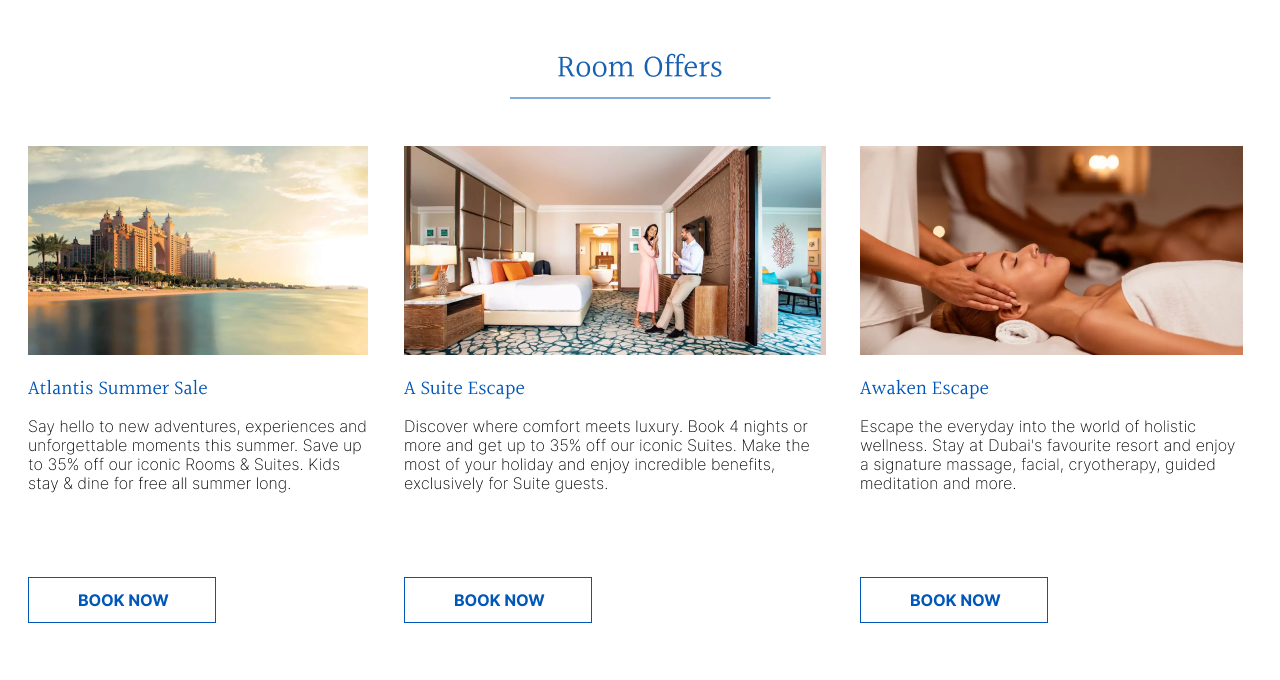 Room Offers
Atlantis Summer Sale
Say hello to new adventures, experiences and
unforgettable moments this summer. Save up
to 35% off our iconic Rooms & Suites. Kids
stay & dine for free all summer long.
BOOK NOW
A Suite Escape
Discover where comfort meets luxury. Book 4 nights or
more and get up to 35% off our iconic Suites. Make the
most of your holiday and enjoy incredible benefits,
exclusively for Suite guests.
BOOK NOW
Awaken Escape
Escape the everyday into the world of holistic
wellness. Stay at Dubai's favourite resort and enjoy
a signature massage, facial, cryotherapy, guided
meditation and more.
BOOK NOW